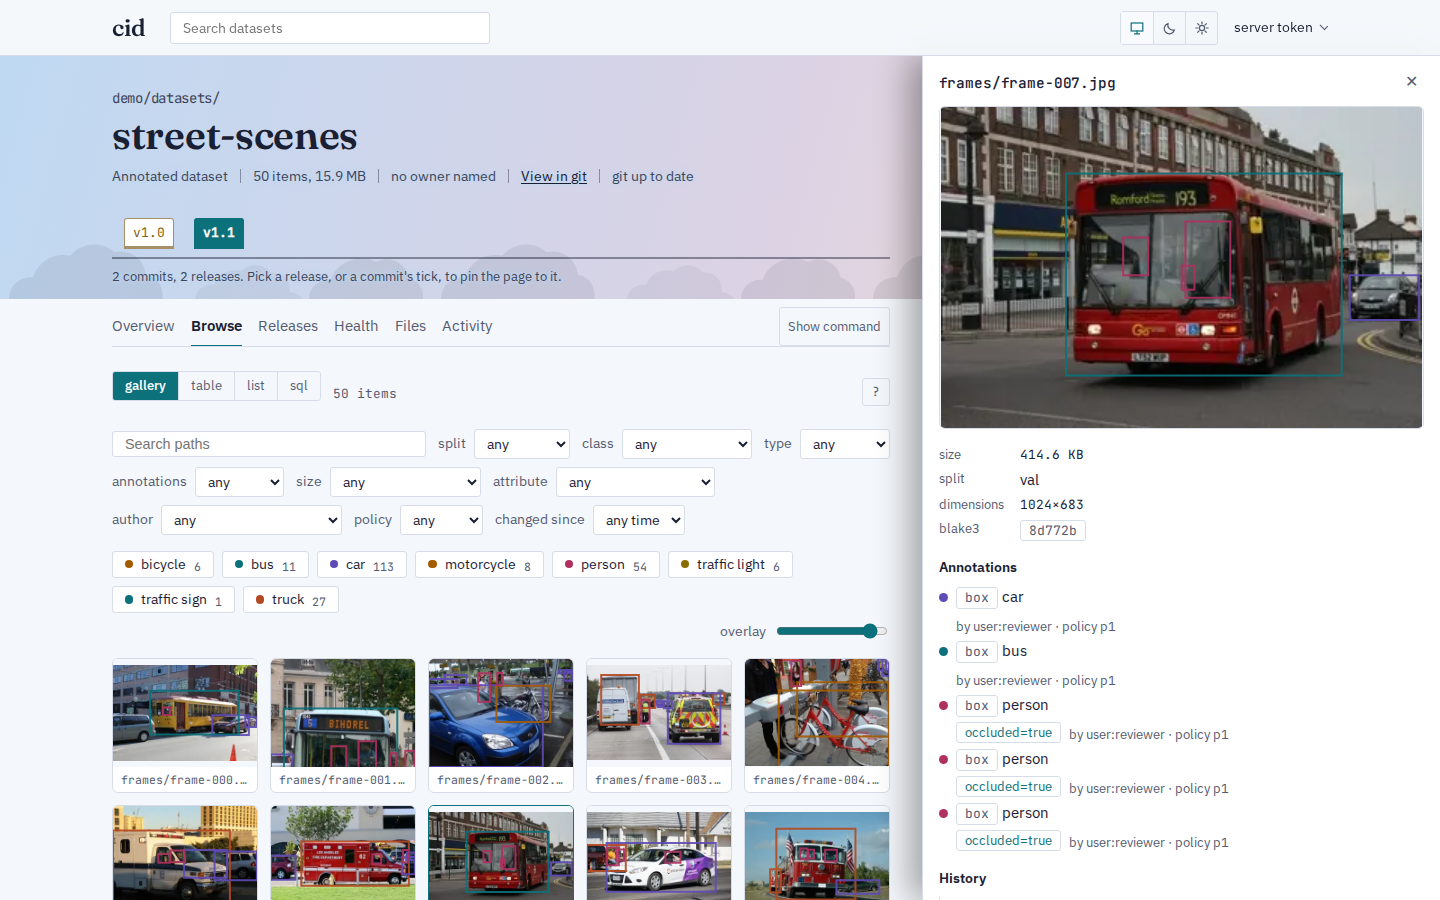 cid
Search datasets
server token
demo/datasets/
street-scenes
Annotated dataset
50 items, 15.9 MB
no owner named
View in git
git up to date
v1.0
v1.1
2 commits, 2 releases. Pick a release, or a commit's tick, to pin the page to it.
Overview
Browse
Releases
Health
Files
Activity
Show command
gallery
table
list
sql
50 items
?
Search paths
split
any
class
any
type
any
annotations
any
size
any
attribute
any
author
any
policy
any
changed since
any time
bicycle 6
bus 11
car 113
motorcycle 8
person 54
traffic light 6
traffic sign 1
truck 27
overlay
BIHOREL
frames/frame-000.…
frames/frame-001.…
frames/frame-002.…
frames/frame-003.…
frames/frame-004.…
frames/frame-007.jpg
✕
Romford
193
Go
LT52 WUP
size
414.6 KB
split
val
dimensions
1024×683
blake3
8d772b
Annotations
box car
by user:reviewer · policy p1
box bus
by user:reviewer · policy p1
box person
occluded=true by user:reviewer · policy p1
box person
occluded=true by user:reviewer · policy p1
box person
occluded=true by user:reviewer · policy p1
History